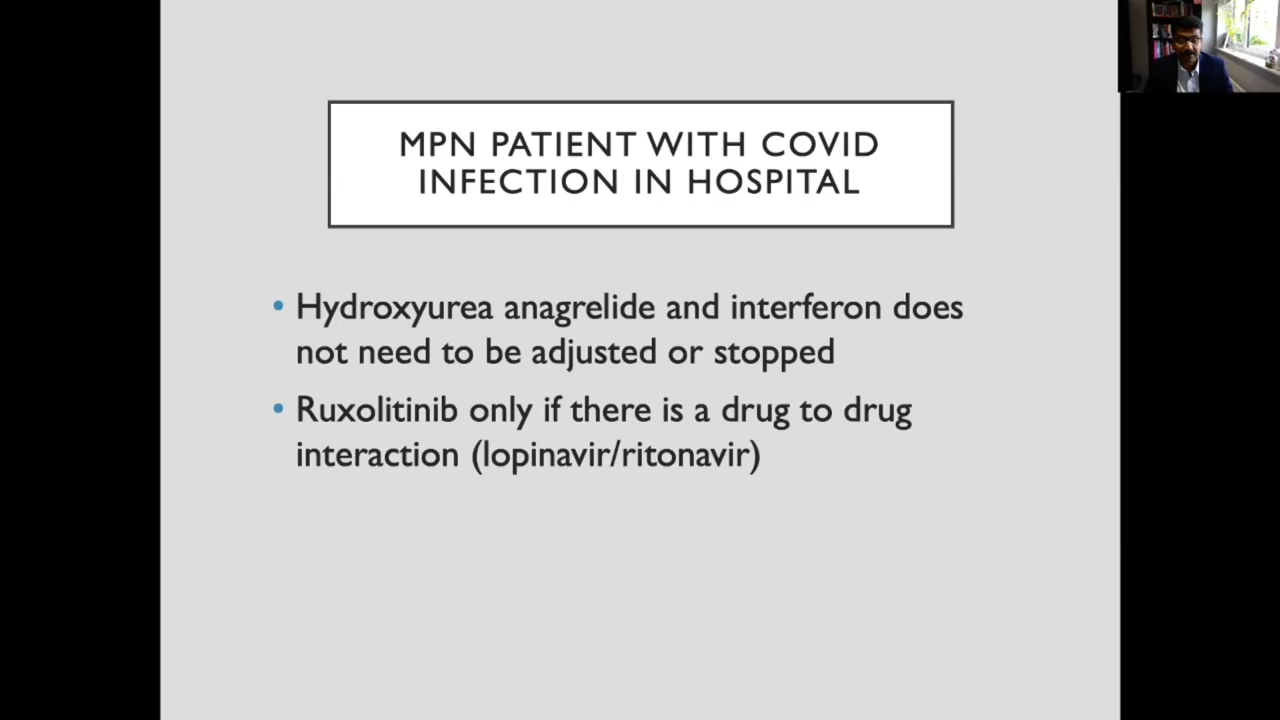 MPN PATIENT WITH COVID
INFECTION IN HOSPITAL
• Hydroxyurea anagrelide and interferon does
not need to be adjusted or stopped
• Ruxolitinib only if there is a drug to drug
interaction (lopinavir/ritonavir)